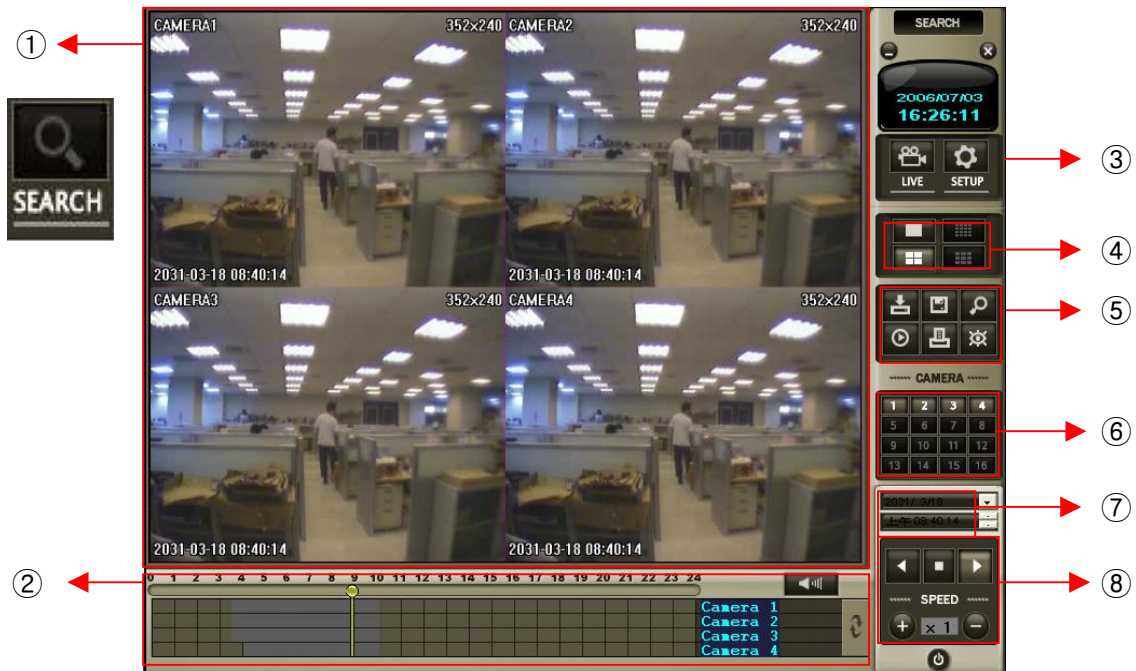 ①
SEARCH
CAMERA1 352x240
CAMERA2 352x240
2031-03-18 08:40:14
2031-03-18 08:40:14
CAMERA3 352x240
CAMERA4 352x240
2031-03-18 08:40:14
2031-03-18 08:40:14
②
0 1 2 3 4 5 6 7 8 9 10 11 12 13 14 15 16 17 18 19 20 21 22 23 24
Camera 1
Camera 2
Camera 3
Camera 4
SEARCH
2006/07/03
16:26:11
LIVE SETUP
③
④
⑤
CAMERA
1 2 3 4
5 6 7 8
9 10 11 12
13 14 15 16
⑥
2031/ 3/18
上午 08:40:14
⑦
SPEED
+ x 1 −
⑧